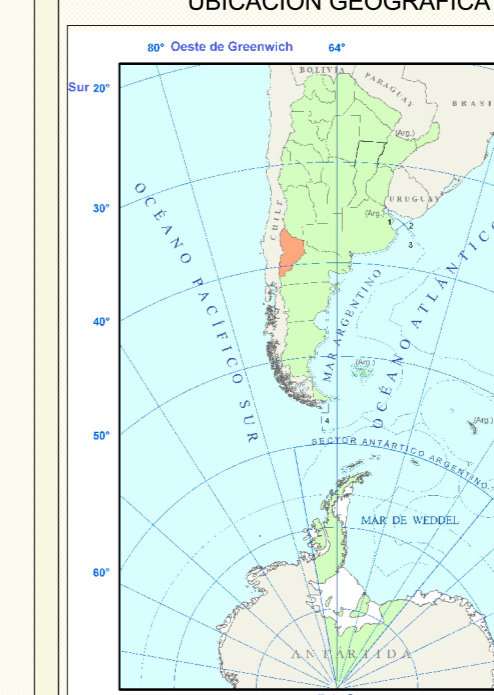 UBICACIÓN GEOGRÁFICA
80° Oeste de Greenwich 64°
Sur 20°
BOLIVIA
PARAGUAY
BRASI
(Arg.)
OCÉANO PACÍFICO SUR
30°
CHILE
URUGUAY
(Arg.)
1
2
3
MAR ARGENTINO
OCÉANO ATLÁNTICO
40°
(Arg.)
4
50°
(Arg.)
SECTOR ANTÁRTICO ARGENTINO
MAR DE WEDDEL
60°
ANTÁRTIDA